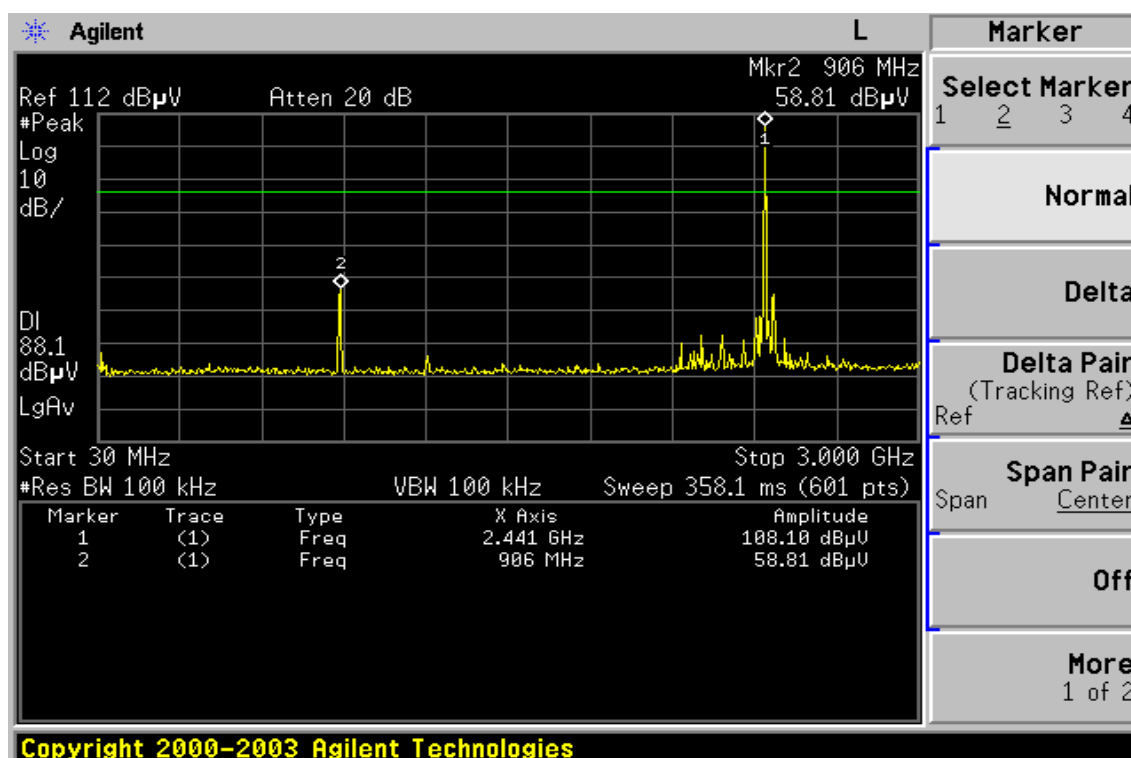 Agilent L
Mkr2 906 MHz
Ref 112 dBµV Atten 20 dB 58.81 dBµV
#Peak
Log
10
dB/
1
2
DI
88.1
dBµV
LgAv
Start 30 MHz Stop 3.000 GHz
#Res BW 100 kHz VBW 100 kHz Sweep 358.1 ms (601 pts)
Marker Trace Type X Axis Amplitude
1 (1) Freq 2.441 GHz 108.10 dBµV
2 (1) Freq 906 MHz 58.81 dBµV
Marker
Select Marker
1 2 3 4
Normal
Delta
Delta Pair
(Tracking Ref)
Ref Δ
Span Pair
Span Center
Off
More
1 of 2
Copyright 2000-2003 Agilent Technologies